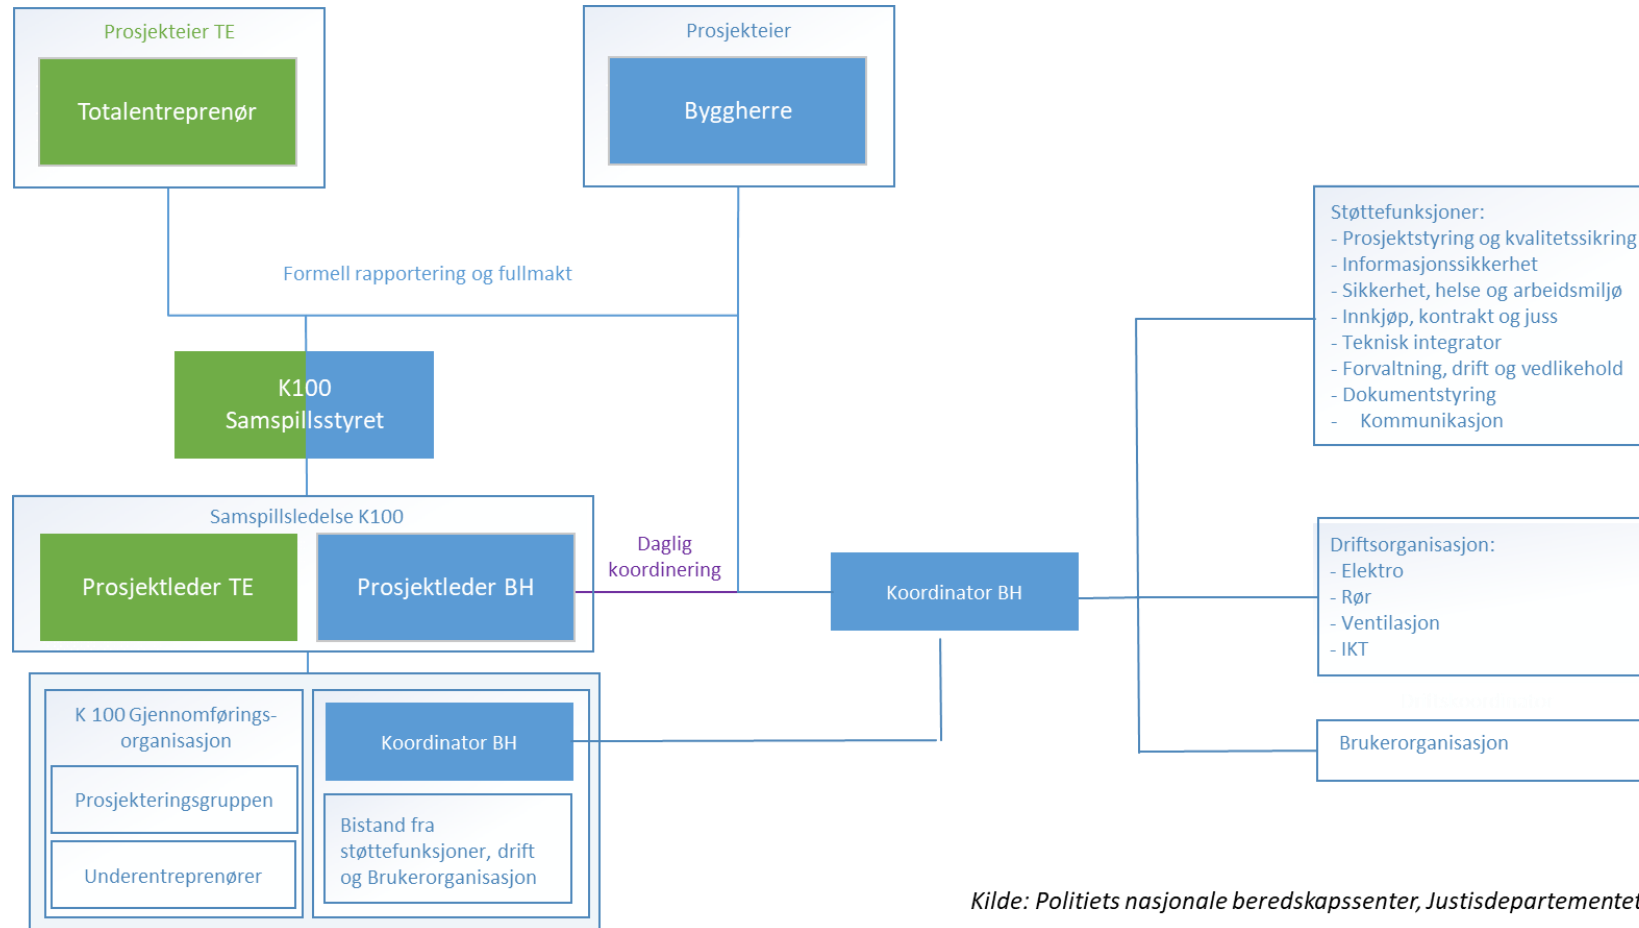 Prosjekteier TE
Totalentreprenør
Prosjekteier
Byggherre
Formell rapportering og fullmakt
K100
Samspillsstyret
Samspillsledelse K100
Prosjektleder TE
Prosjektleder BH
Daglig
koordinering
Koordinator BH
K 100 Gjennomførings-
organisasjon
Prosjekteringsgruppen
Underentreprenører
Koordinator BH
Bistand fra
støttefunksjoner, drift
og Brukerorganisasjon
Støttefunksjoner:
- Prosjektstyring og kvalitetssikring
- Informasjonssikkerhet
- Sikkerhet, helse og arbeidsmiljø
- Innkjøp, kontrakt og juss
- Teknisk integrator
- Forvaltning, drift og vedlikehold
- Dokumentstyring
- Kommunikasjon
Driftsorganisasjon:
- Elektro
- Rør
- Ventilasjon
- IKT
Brukerorganisasjon
Kilde: Politiets nasjonale beredskapssenter, Justisdepartementet